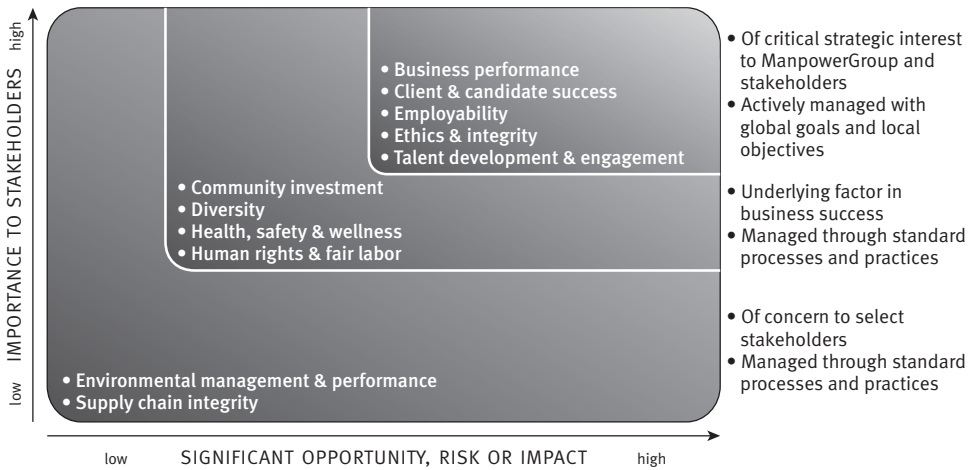 high
IMPORTANCE TO STAKEHOLDERS
low
• Business performance
• Client & candidate success
• Employability
• Ethics & integrity
• Talent development & engagement
• Community investment
• Diversity
• Health, safety & wellness
• Human rights & fair labor
• Environmental management & performance
• Supply chain integrity
• Of critical strategic interest
to ManpowerGroup and
stakeholders
• Actively managed with
global goals and local
objectives
• Underlying factor in
business success
• Managed through standard
processes and practices
• Of concern to select
stakeholders
• Managed through standard
processes and practices
low
SIGNIFICANT OPPORTUNITY, RISK OR IMPACT
high